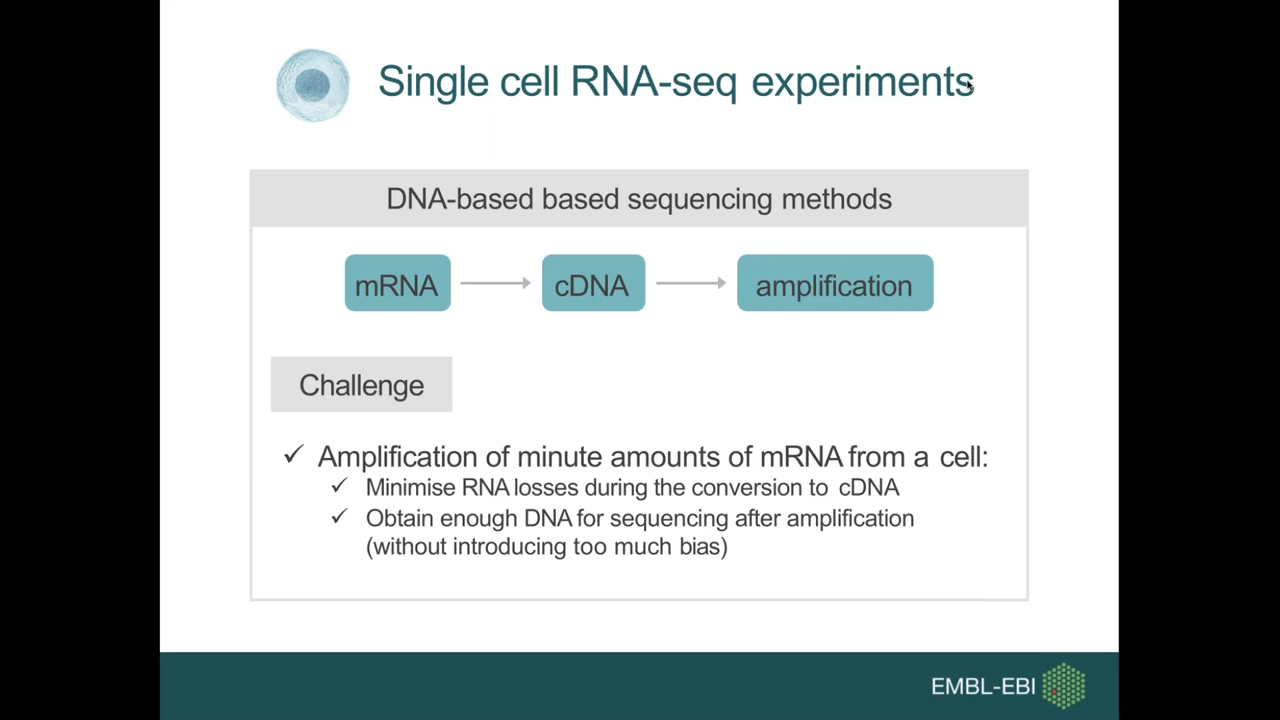 Single cell RNA-seq experiments
DNA-based based sequencing methods
mRNA
cDNA
amplification
Challenge
✓ Amplification of minute amounts of mRNA from a cell:
✓ Minimise RNA losses during the conversion to cDNA
✓ Obtain enough DNA for sequencing after amplification
(without introducing too much bias)
EMBL-EBI